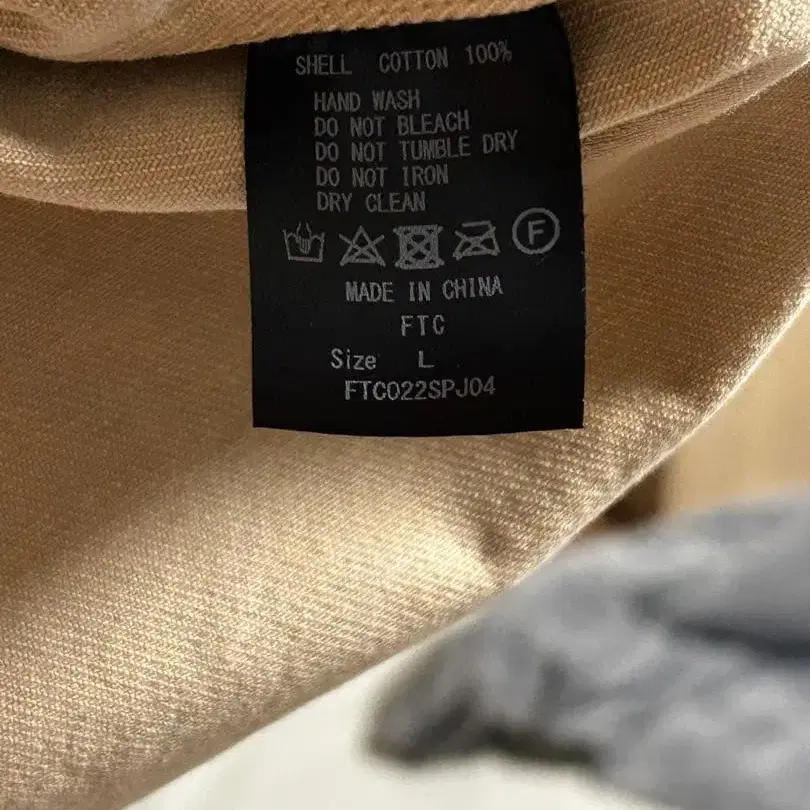 SHELL COTTON 100%
HAND WASH
DO NOT BLEACH
DO NOT TUMBLE DRY
DO NOT IRON
DRY CLEAN
F
MADE IN CHINA
FTC
Size L
FTC022SPJ04